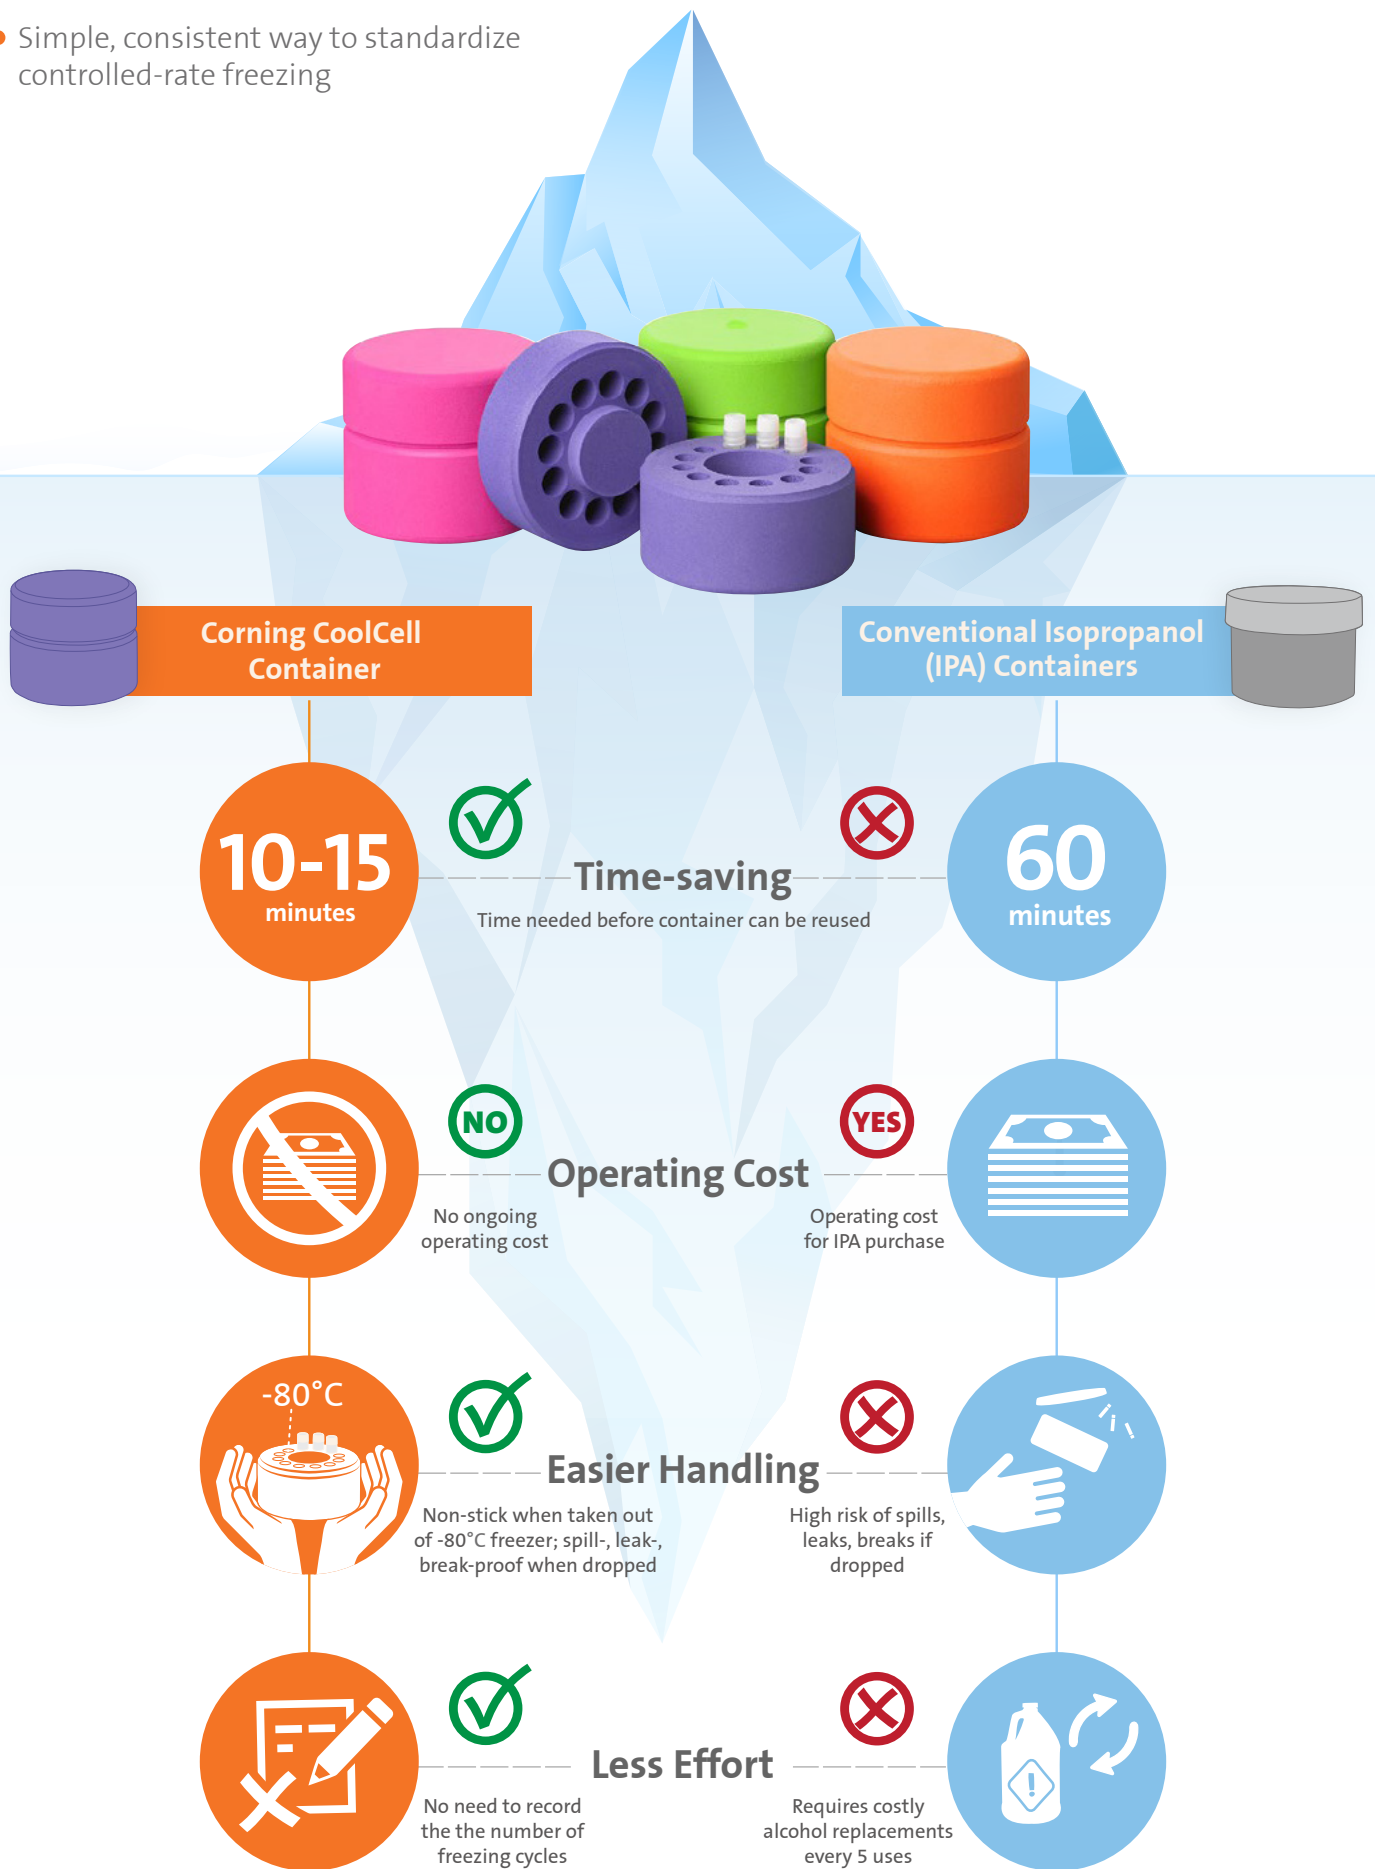 Simple, consistent way to standardize
controlled-rate freezing
Corning CoolCell
Container
Conventional Isopropanol
(IPA) Containers
10-15
minutes
Time-saving
Time needed before container can be reused
60
minutes
NO
YES
Operating Cost
No ongoing
operating cost
Operating cost
for IPA purchase
-80°C
Easier Handling
Non-stick when taken out
of -80°C freezer; spill-, leak-,
break-proof when dropped
High risk of spills,
leaks, breaks if
dropped
Less Effort
No need to record
the the number of
freezing cycles
Requires costly
alcohol replacements
every 5 uses
!